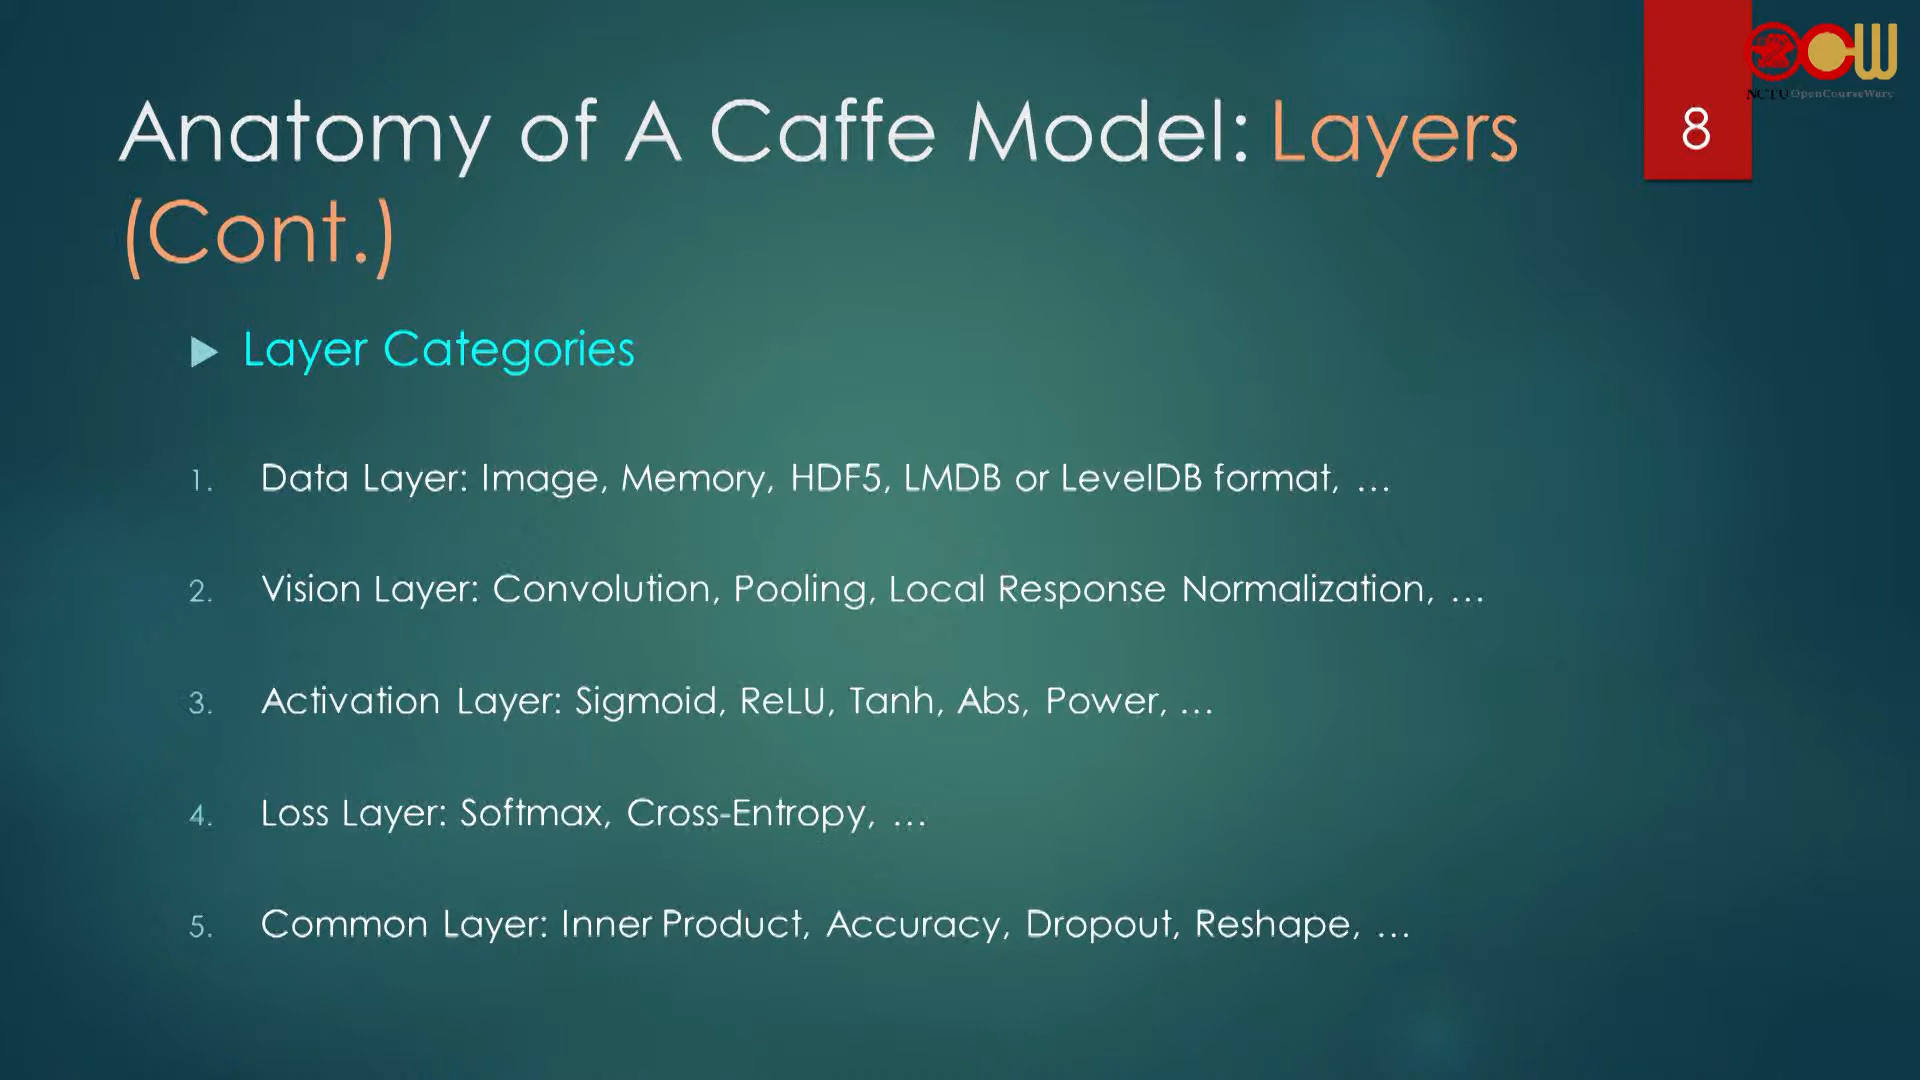 Anatomy of A Caffe Model: Layers
(Cont.)
8
NCTU OpenCourseWare
Layer Categories
1. Data Layer: Image, Memory, HDF5, LMDB or LevelDB format, …
2. Vision Layer: Convolution, Pooling, Local Response Normalization, …
3. Activation Layer: Sigmoid, ReLU, Tanh, Abs, Power, …
4. Loss Layer: Softmax, Cross-Entropy, …
5. Common Layer: Inner Product, Accuracy, Dropout, Reshape, …